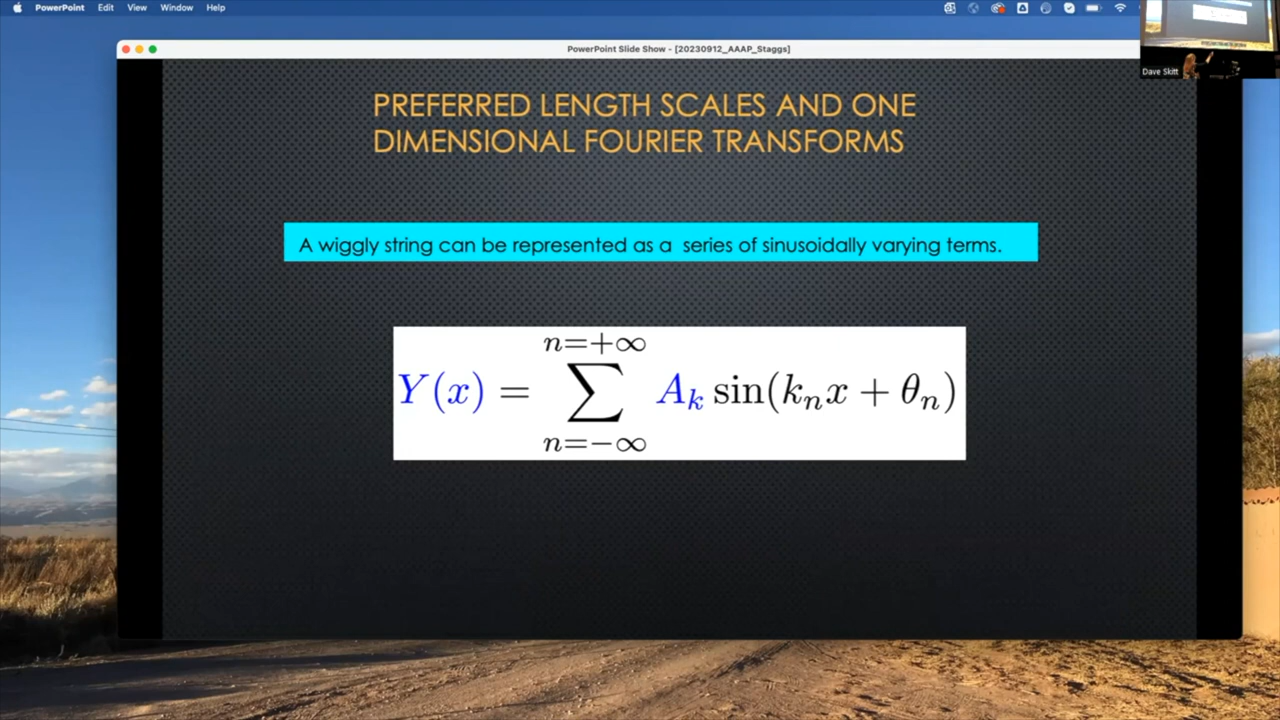 PowerPoint Edit View Window Help
PowerPoint Slide Show - [20230912_AAAP_Staggs]
Dave Skitt
PREFERRED LENGTH SCALES AND ONE
DIMENSIONAL FOURIER TRANSFORMS
A wiggly string can be represented as a series of sinusoidally varying terms.
n=+∞
Y(x) = ∑ A_k sin(k_n x + θ_n)
n=−∞